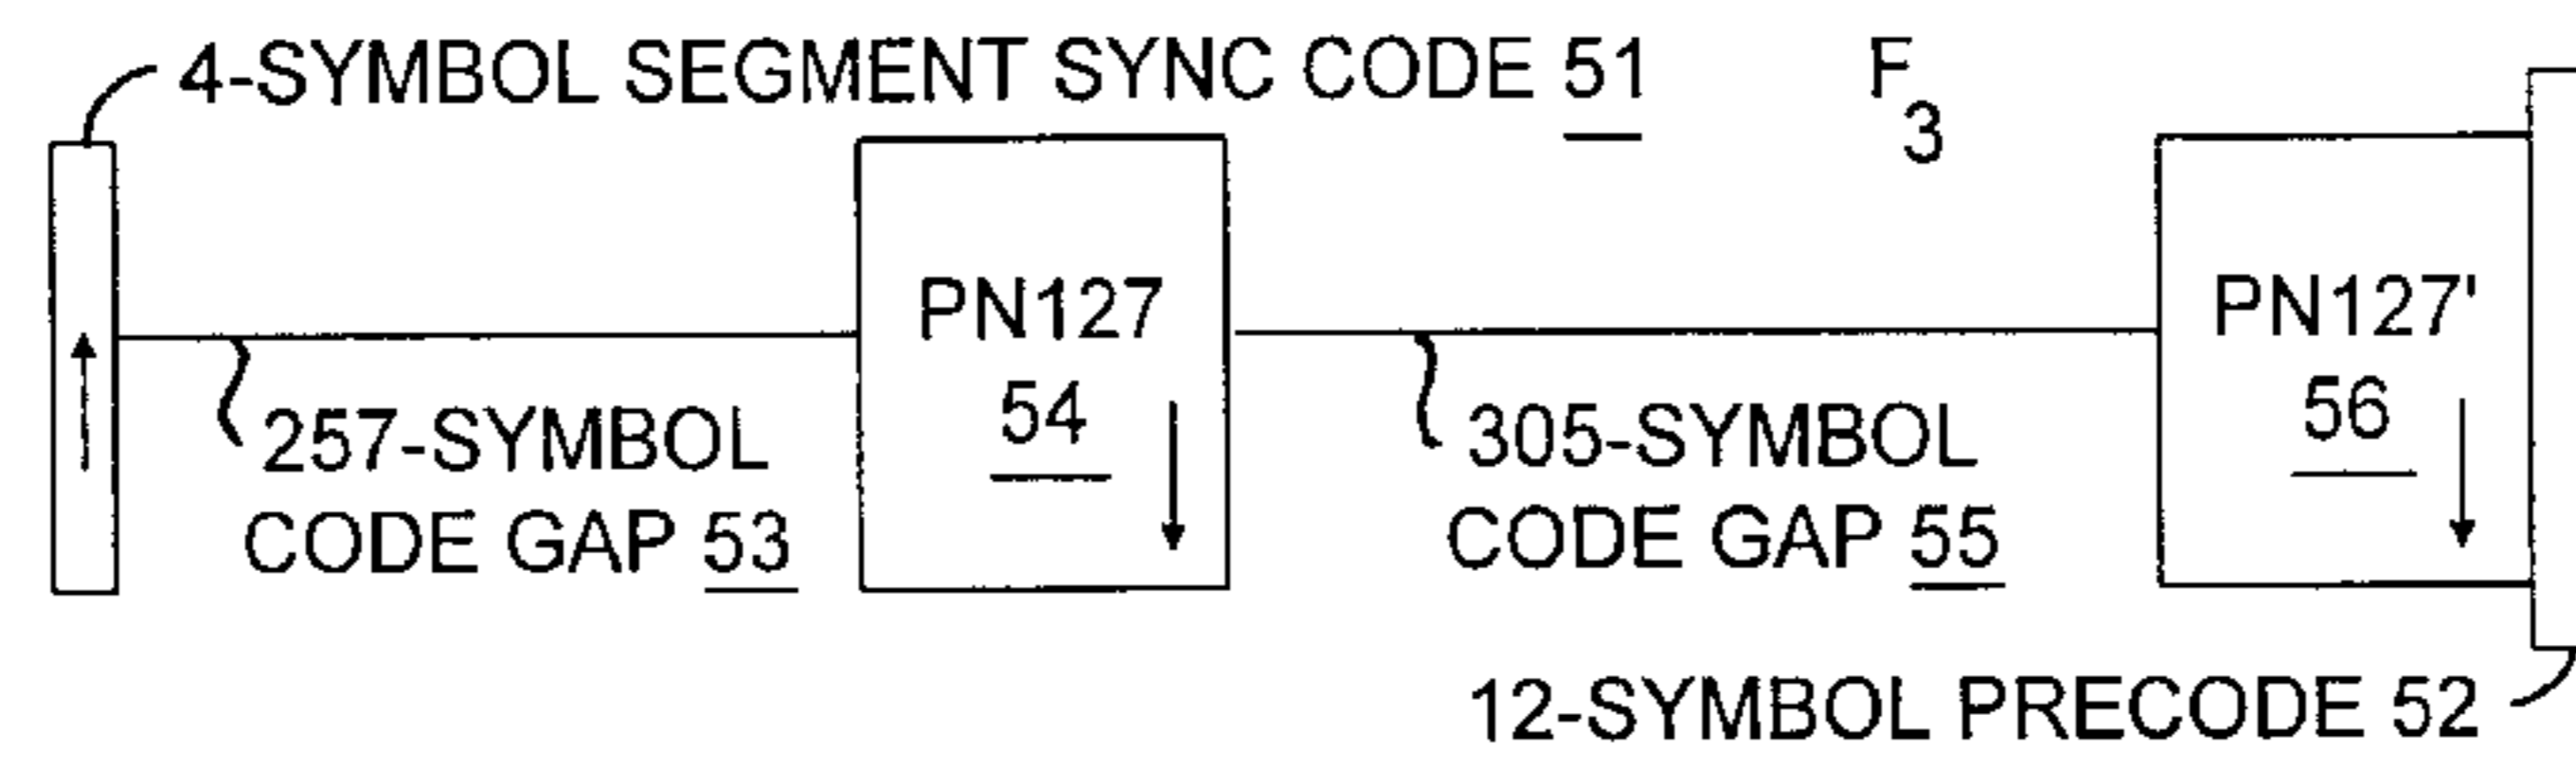 4-SYMBOL SEGMENT SYNC CODE 51
F
3
PN127
54
PN127'
56
257-SYMBOL
CODE GAP 53
305-SYMBOL
CODE GAP 55
12-SYMBOL PRECODE 52